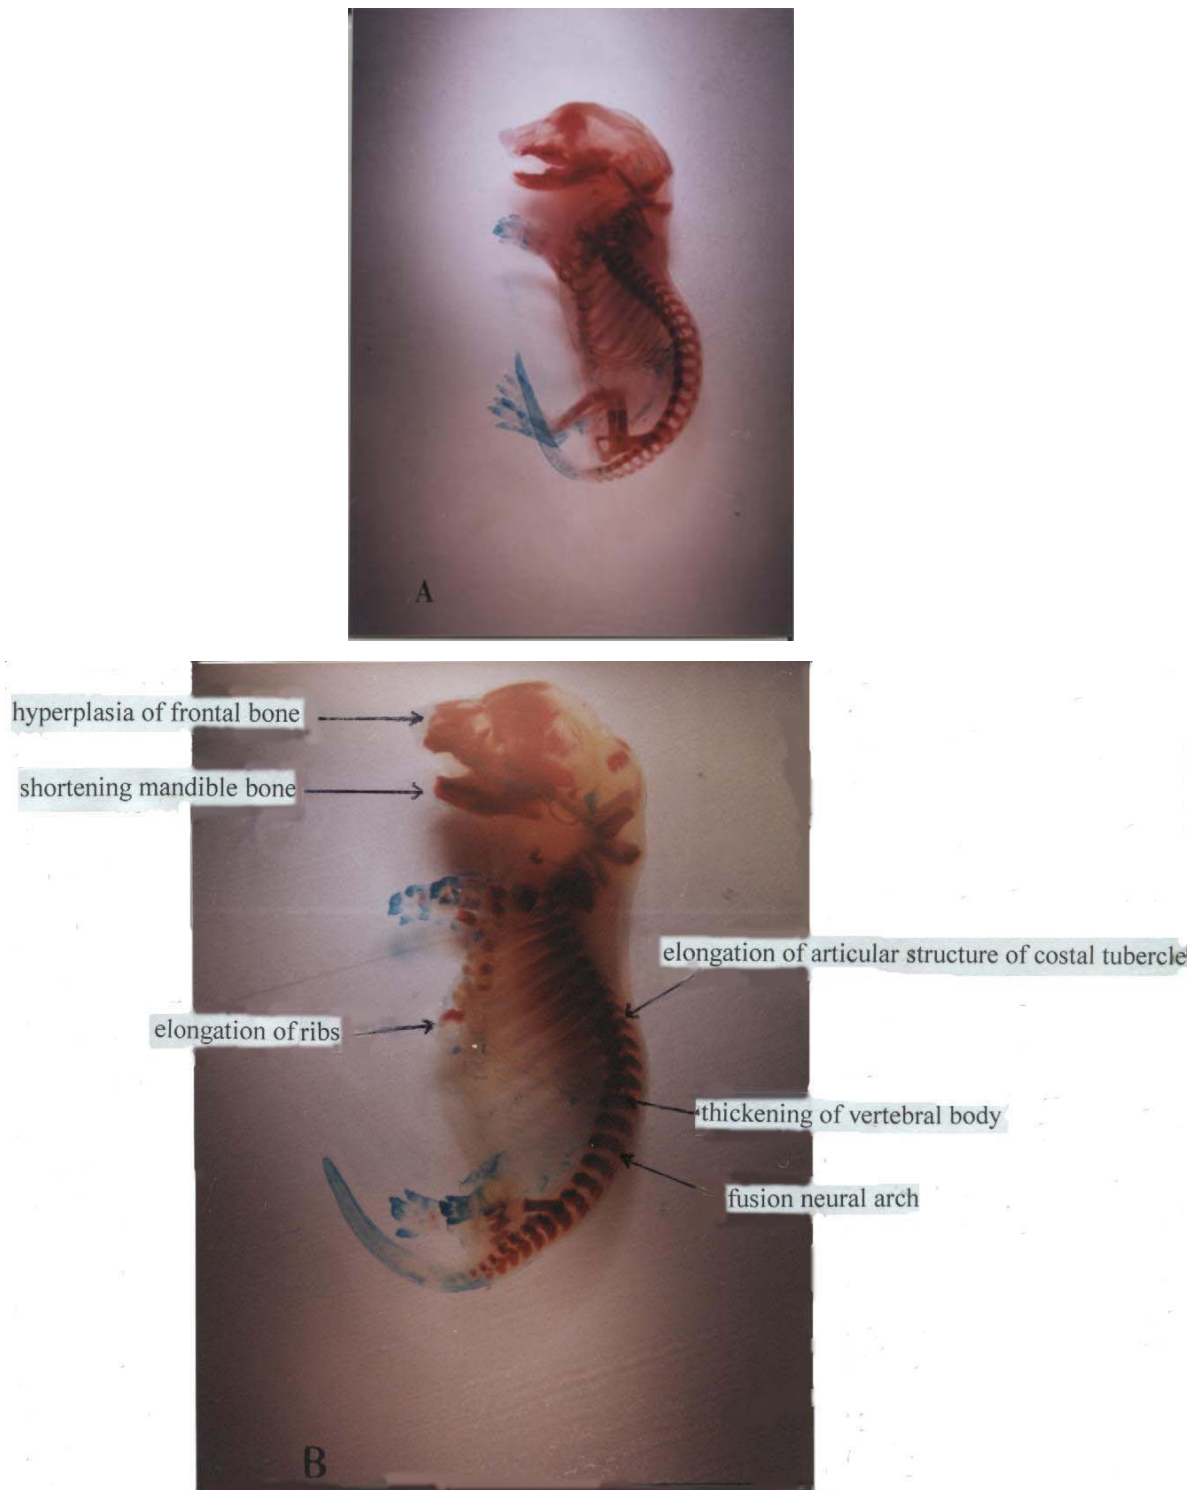 A
hyperplasia of frontal bone
shortening mandible bone
elongation of articular structure of costal tubercle
elongation of ribs
thickening of vertebral body
fusion neural arch
B